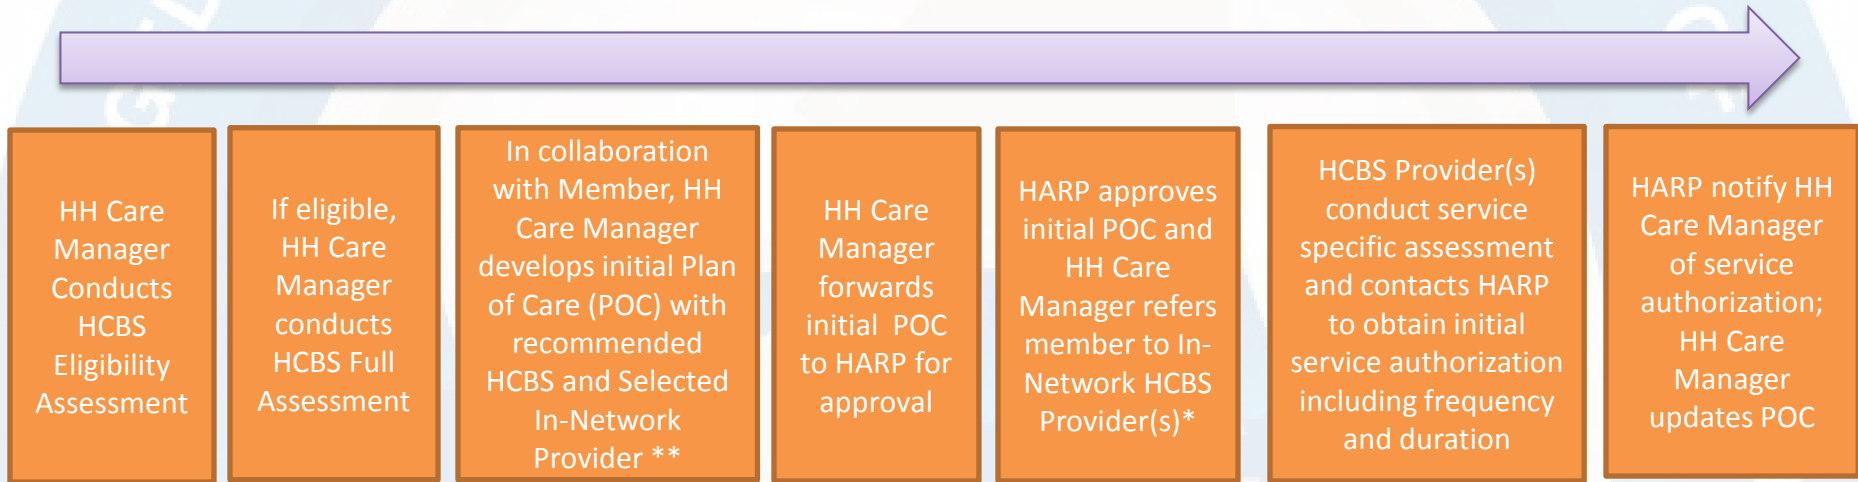 HH Care
Manager
Conducts
HCBS
Eligibility
Assessment
If eligible,
HH Care
Manager
conducts
HCBS Full
Assessment
In collaboration
with Member, HH
Care Manager
develops initial Plan
of Care (POC) with
recommended
HCBS and Selected
In-Network
Provider **
HH Care
Manager
forwards
initial POC
to HARP for
approval
HARP approves
initial POC and
HH Care
Manager refers
member to In-
Network HCBS
Provider(s)*
HCBS Provider(s)
conduct service
specific assessment
and contacts HARP
to obtain initial
service authorization
including frequency
and duration
HARP notify HH
Care Manager
of service
authorization;
HH Care
Manager
updates POC